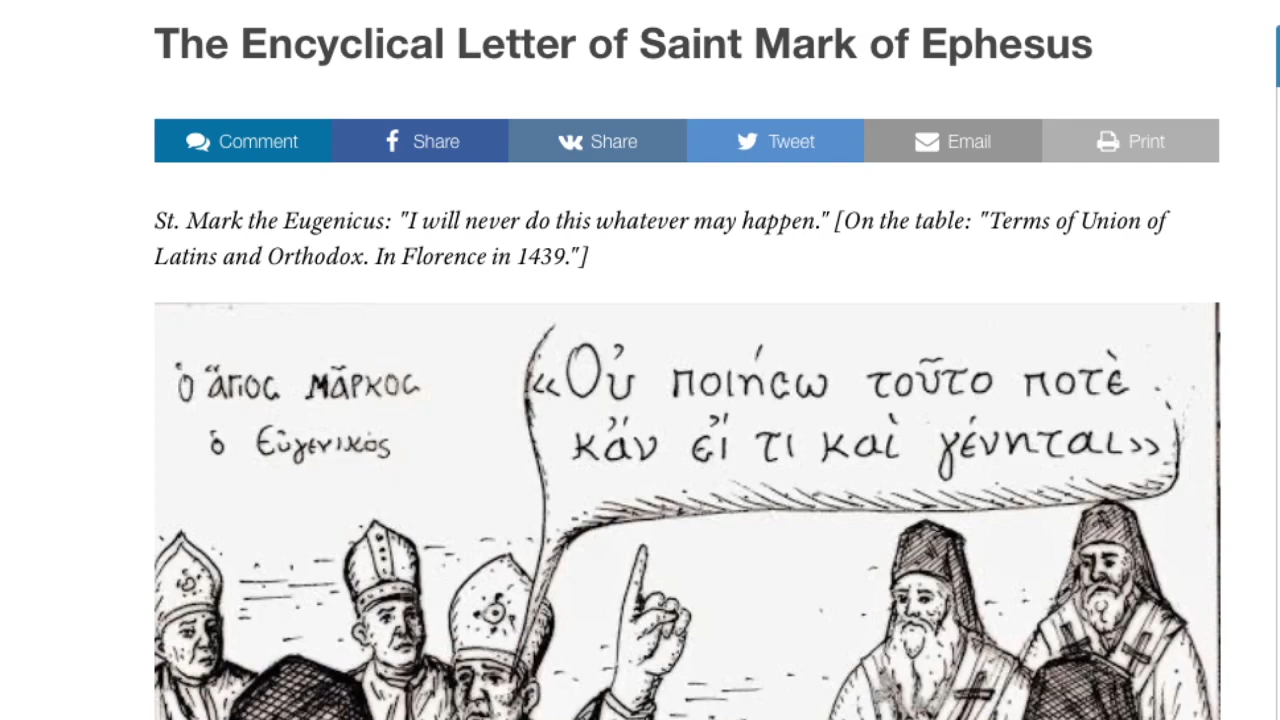 The Encyclical Letter of Saint Mark of Ephesus
Comment
Share
Share
Tweet
Email
Print
St. Mark the Eugenicus: "I will never do this whatever may happen." [On the table: "Terms of Union of
Latins and Orthodox. In Florence in 1439."]
ὁ ἅγιος Μᾶρκος
ὁ Εὐγενικὸς
«Οὐ ποιήσω τοῦτο ποτὲ
κἂν εἴ τι καὶ γένηται»